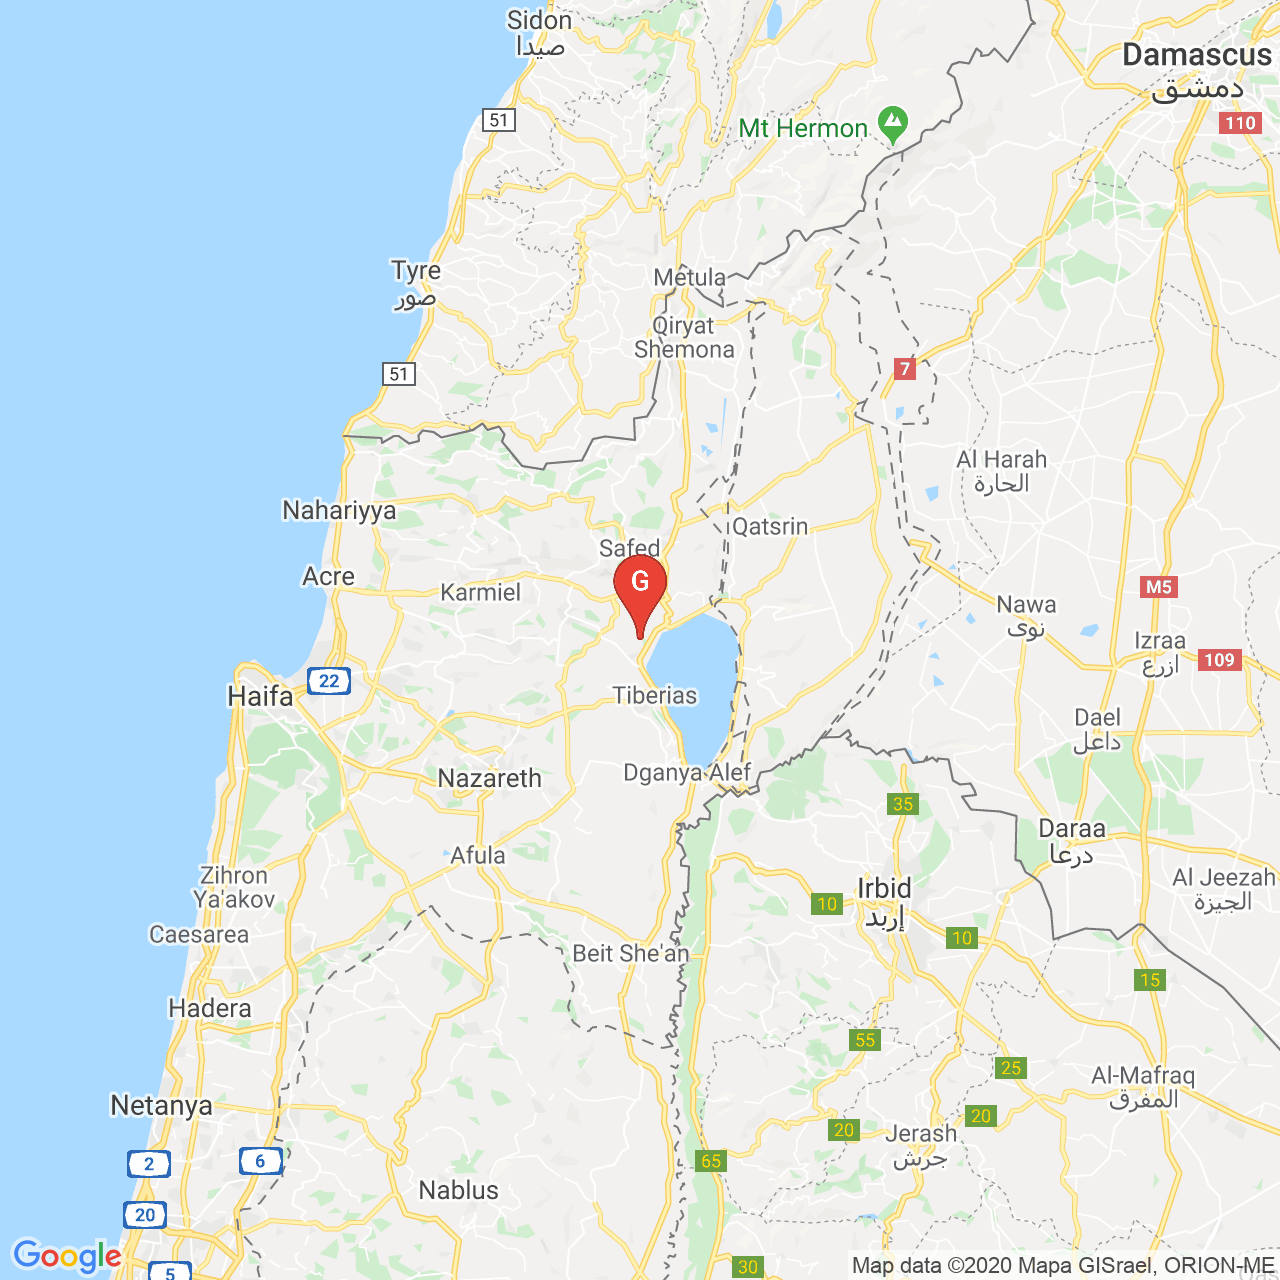 Sidon
صيدا
Damascus
دمشق
51
110
Mt Hermon
Tyre
صور
Metula
Qiryat
Shemona
51
7
Al Harah
الحارة
Nahariyya
Qatsrin
Safed
G
Acre
Karmiel
M5
Nawa
نوى
Izraa
ازرع
109
22
Haifa
Tiberias
Dael
داعل
Nazareth
Dganya Alef
35
Daraa
درعا
Afula
Zihron
Ya'akov
Irbid
إربد
10
Al Jeezah
الجيزة
Caesarea
10
Beit She'an
15
Hadera
55
25
Al-Mafraq
المفرق
Netanya
20
20
Jerash
جرش
2
6
65
Nablus
20
Google
5
30
Map data ©2020 Mapa GISrael, ORION-ME